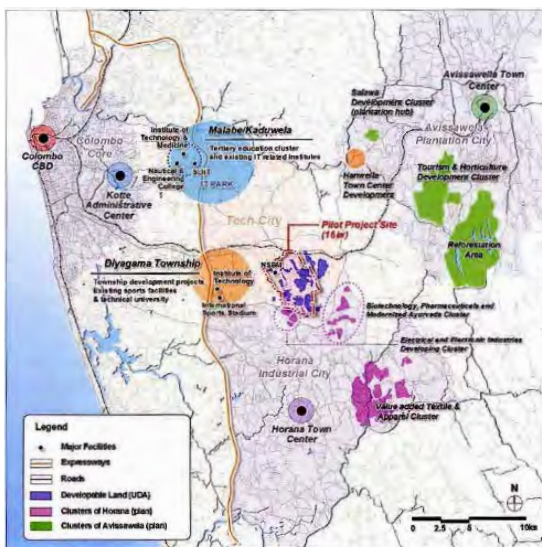 Avissawella Town
Center
Salawa
Development Cluster
(plantation hub)
Avissawella
Plantation City
Institute of
Technology &
Medicine
Malabe/Kaduwela
Tertiary education cluster
and existing IT related institutes
Colombo
Core
Colombo
CBD
SLIIT
IT PARK
Nautical &
Engineering
College
Kotte
Administrative
Center
Tourism & Horticulture
Development Cluster
Town Center
Development
Tech City
Pilot Project Site
Reforestation
Area
Diyagama Township
Township development projects
Existing sports facilities
& technical university
Institute of
Technology
International
Sports, Stadium
Biotechnology, Pharmaceuticals and
Modernized Ayurveda Cluster
Electrical and Electronic Industries
Developing Cluster
Horana
Industrial City
Value added Textile &
Apparel Cluster
Horana Town
Center
Legend
Major Facilities
Expressways
Roads
Developable Land (UDA)
Clusters of Horana (plan)
Clusters of Avissawella (plan)
N
0 2.5 5 10km